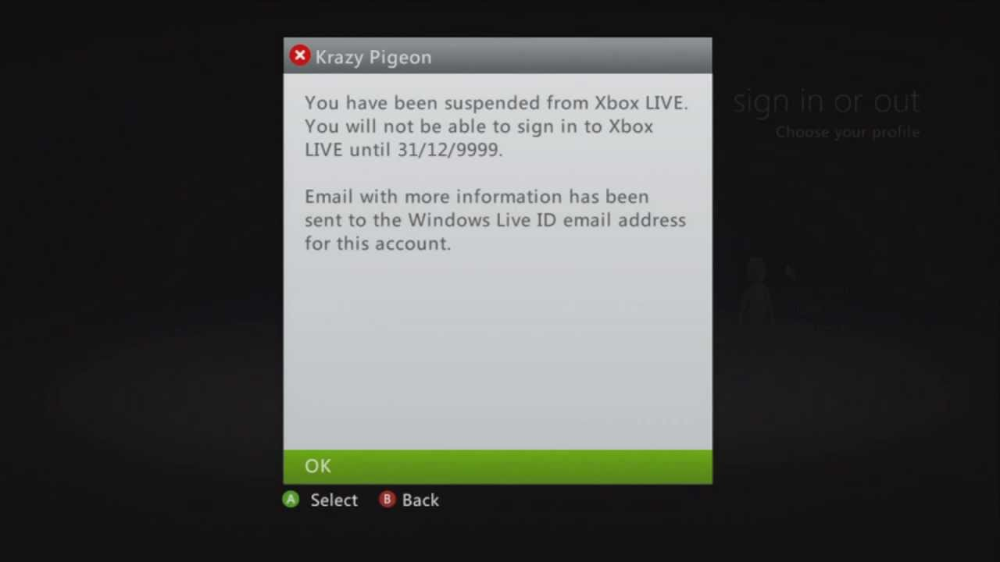 Krazy Pigeon
You have been suspended from Xbox LIVE.
You will not be able to sign in to Xbox
LIVE until 31/12/9999.
Email with more information has been
sent to the Windows Live ID email address
for this account.
sign in or out
Choose your profile
OK
A Select B Back